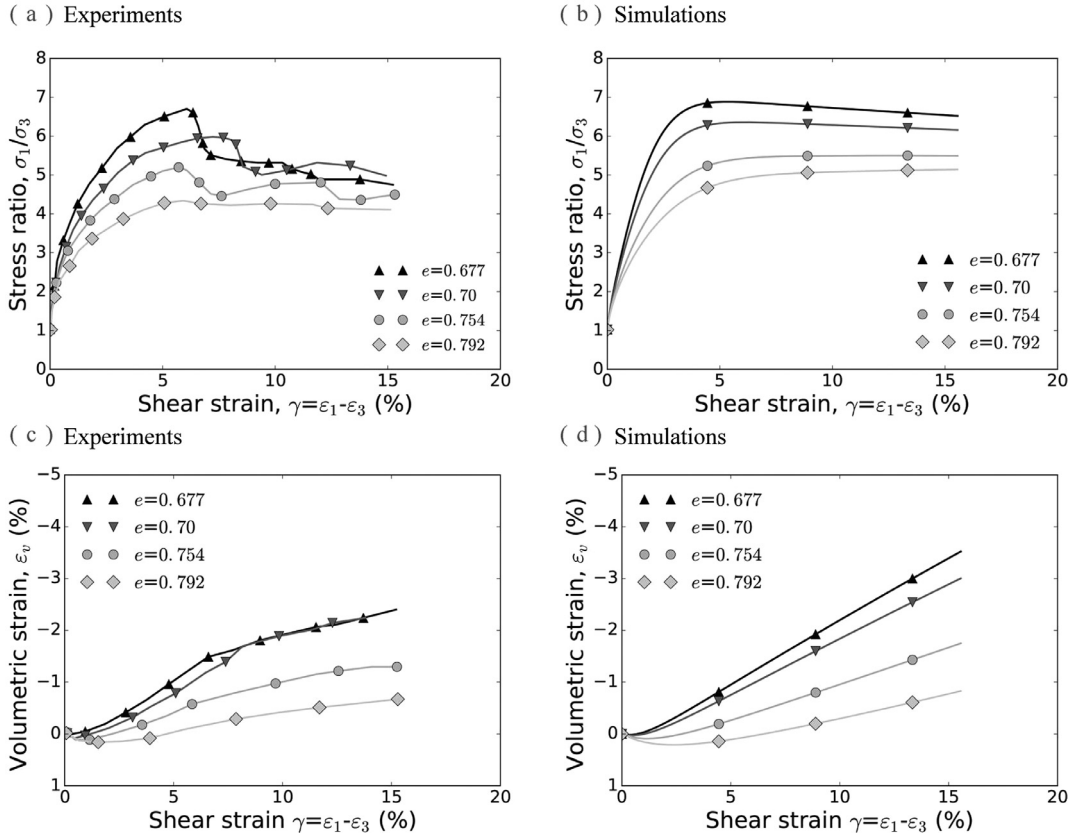 ( a ) Experiments
8
7
6
5
4
3
2
1
0
Stress ratio, σ₁/σ₃
e=0.677
e=0.70
e=0.754
e=0.792
0 5 10 15 20
Shear strain, γ=ε₁-ε₃ (%)
( b ) Simulations
8
7
6
5
4
3
2
1
0
Stress ratio, σ₁/σ₃
e=0.677
e=0.70
e=0.754
e=0.792
0 5 10 15 20
Shear strain, γ=ε₁-ε₃ (%)
( c ) Experiments
−5
−4
−3
−2
−1
0
1
Volumetric strain, εᵥ (%)
e=0.677
e=0.70
e=0.754
e=0.792
0 5 10 15 20
Shear strain γ=ε₁-ε₃ (%)
( d ) Simulations
−5
−4
−3
−2
−1
0
1
Volumetric strain, εᵥ (%)
e=0.677
e=0.70
e=0.754
e=0.792
0 5 10 15 20
Shear strain γ=ε₁-ε₃ (%)